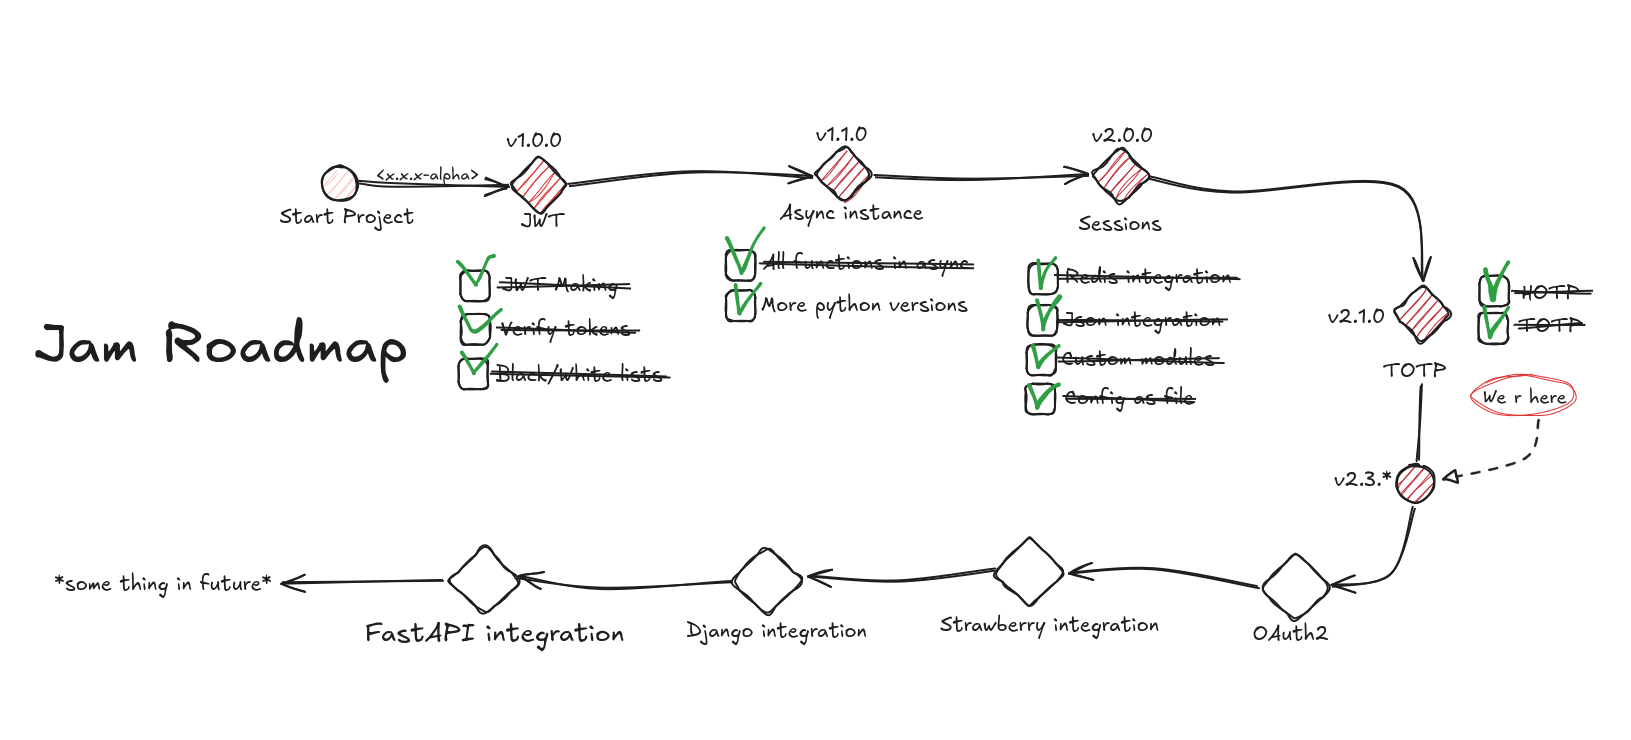 Jam Roadmap
Start Project
<x.x.x-alpha>
v1.0.0
JWT
JWT Making
Verify tokens
Black/White lists
v1.1.0
Async instance
All functions in async
More python versions
v2.0.0
Sessions
Redis integration
Json integration
Custom modules
Config as file
v2.1.0
TOTP
HOTP
TOTP
We r here
v2.3.*
OAuth2
Strawberry integration
Django integration
FastAPI integration
*some thing in future*